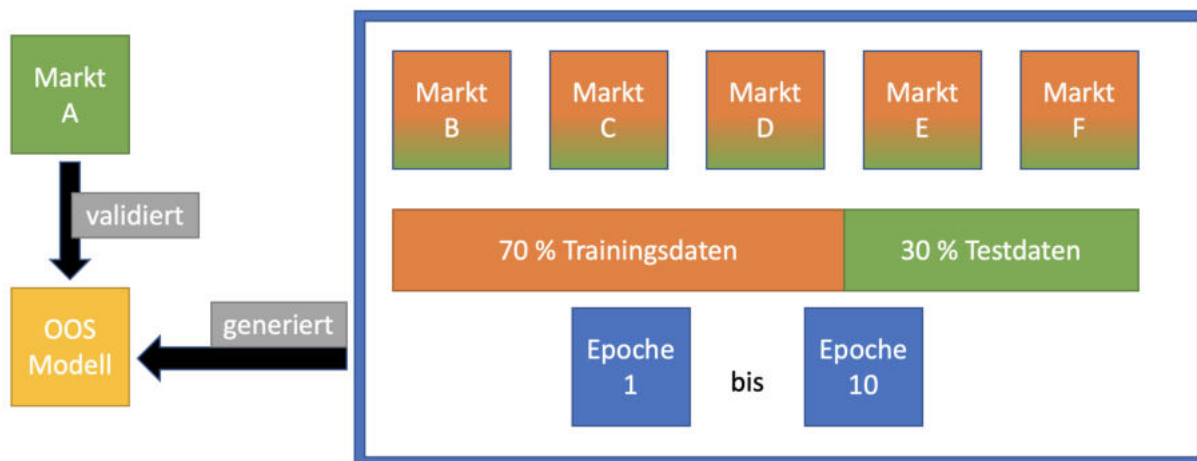 Markt
A
validiert
OOS
Modell
generiert
Markt
B
Markt
C
Markt
D
Markt
E
Markt
F
70 % Trainingsdaten
30 % Testdaten
Epoche
1
bis
Epoche
10